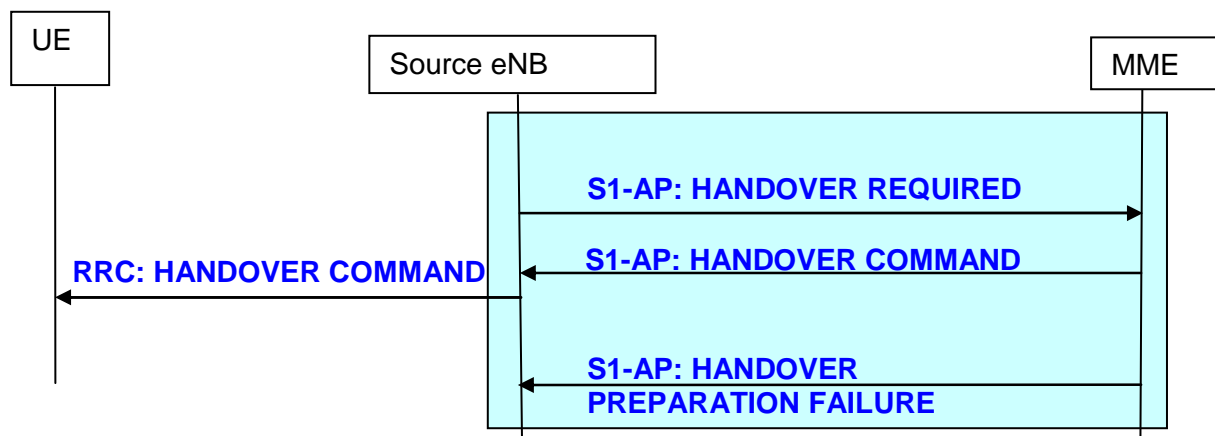 UE
Source eNB
MME
S1-AP: HANDOVER REQUIRED
S1-AP: HANDOVER COMMAND
RRC: HANDOVER COMMAND
S1-AP: HANDOVER
PREPARATION FAILURE